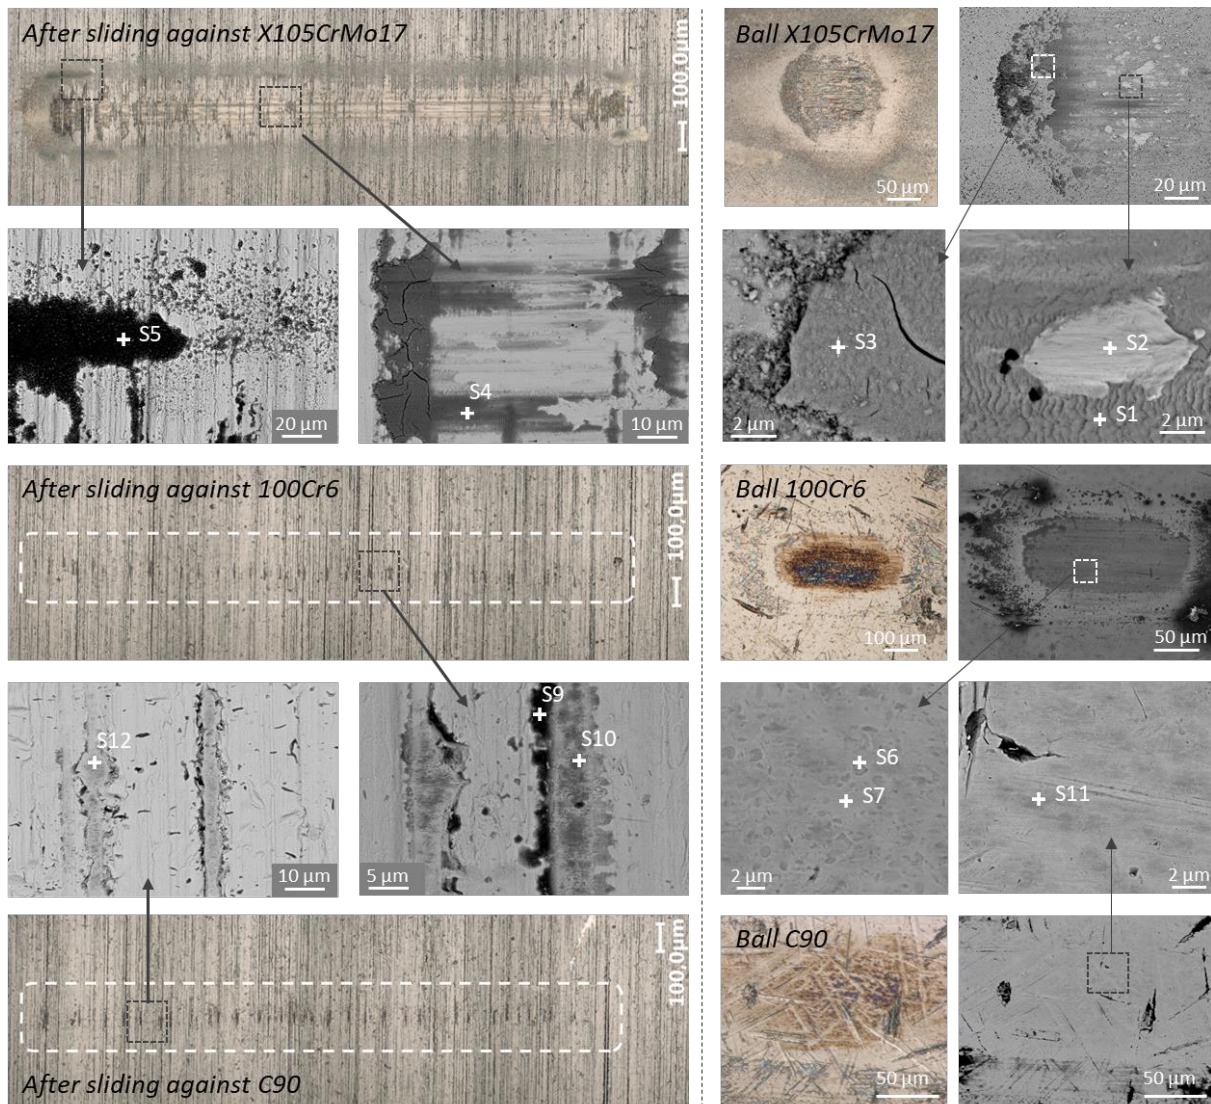 After sliding against X105CrMo17
100.0µm
Ball X105CrMo17
50 µm
20 µm
S5
20 µm
S4
10 µm
S3
2 µm
S2
S1
2 µm
After sliding against 100Cr6
100.0µm
Ball 100Cr6
100 µm
50 µm
S12
10 µm
S9
S10
5 µm
S6
S7
2 µm
S11
2 µm
100.0µm
After sliding against C90
Ball C90
50 µm
50 µm